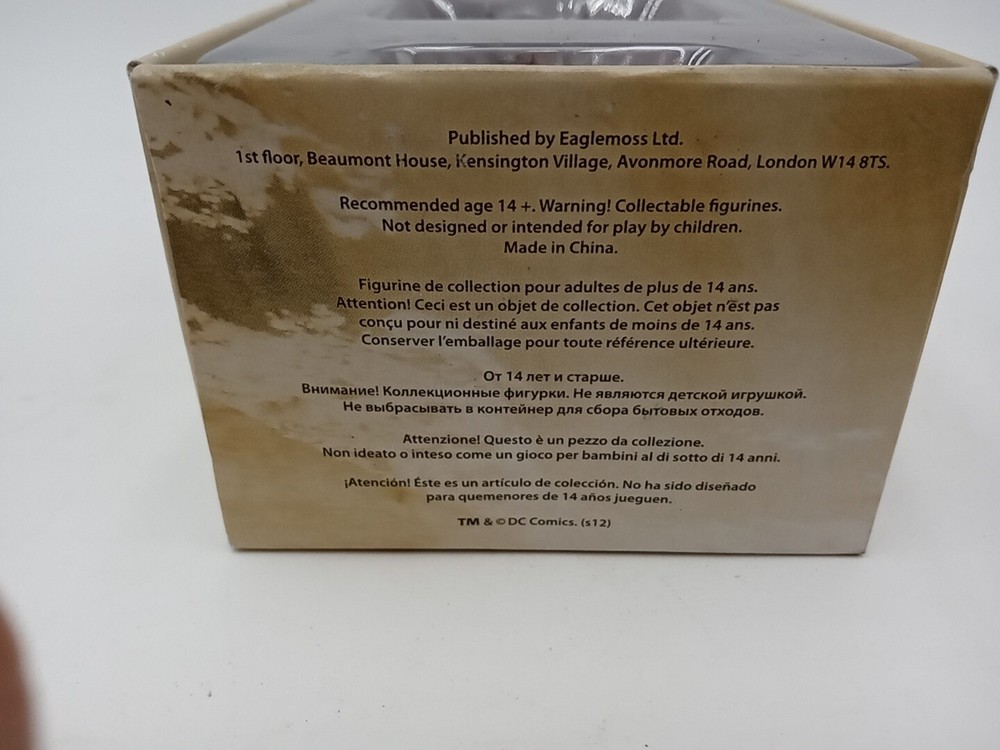 Published by Eaglemoss Ltd.
1st floor, Beaumont House, Kensington Village, Avonmore Road, London W14 8TS.
Recommended age 14 +. Warning! Collectable figurines.
Not designed or intended for play by children.
Made in China.
Figurine de collection pour adultes de plus de 14 ans.
Attention! Ceci est un objet de collection. Cet objet n'est pas
conçu pour ni destiné aux enfants de moins de 14 ans.
Conserver l'emballage pour toute référence ultérieure.
От 14 лет и старше.
Внимание! Коллекционные фигурки. Не являются детской игрушкой.
Не выбрасывать в контейнер для сбора бытовых отходов.
Attenzione! Questo è un pezzo da collezione.
Non ideato o inteso come un gioco per bambini al di sotto di 14 anni.
¡Atención! Éste es un artículo de colección. No ha sido diseñado
para quemenores de 14 años jueguen.
TM & © DC Comics. (s12)